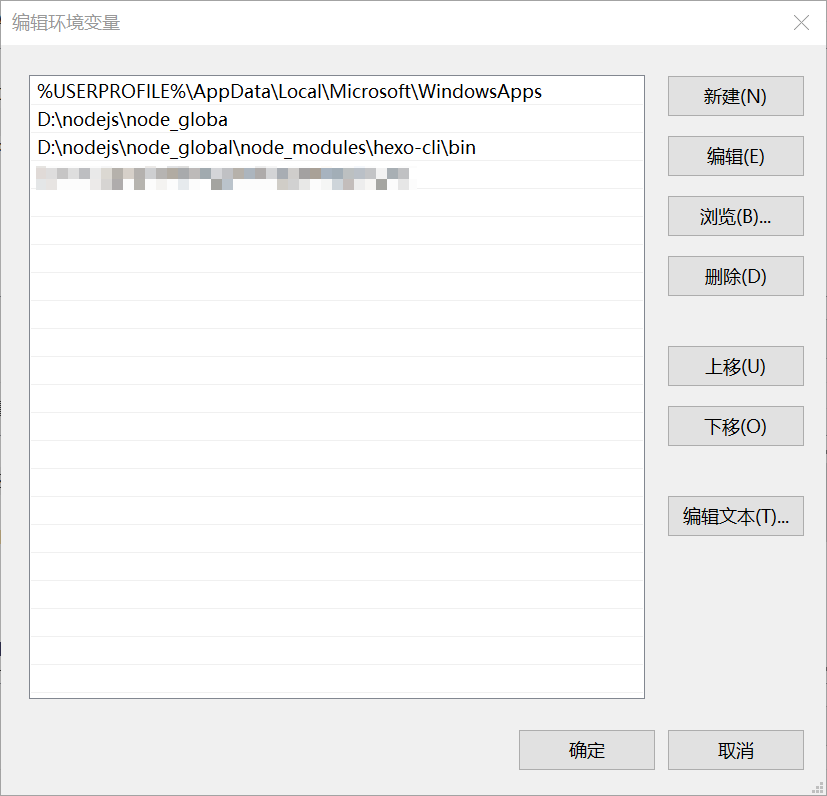 编辑环境变量
%USERPROFILE%\AppData\Local\Microsoft\WindowsApps
D:\nodejs\node_globa
D:\nodejs\node_global\node_modules\hexo-cli\bin
新建(N)
编辑(E)
浏览(B)...
删除(D)
上移(U)
下移(O)
编辑文本(T)...
确定
取消